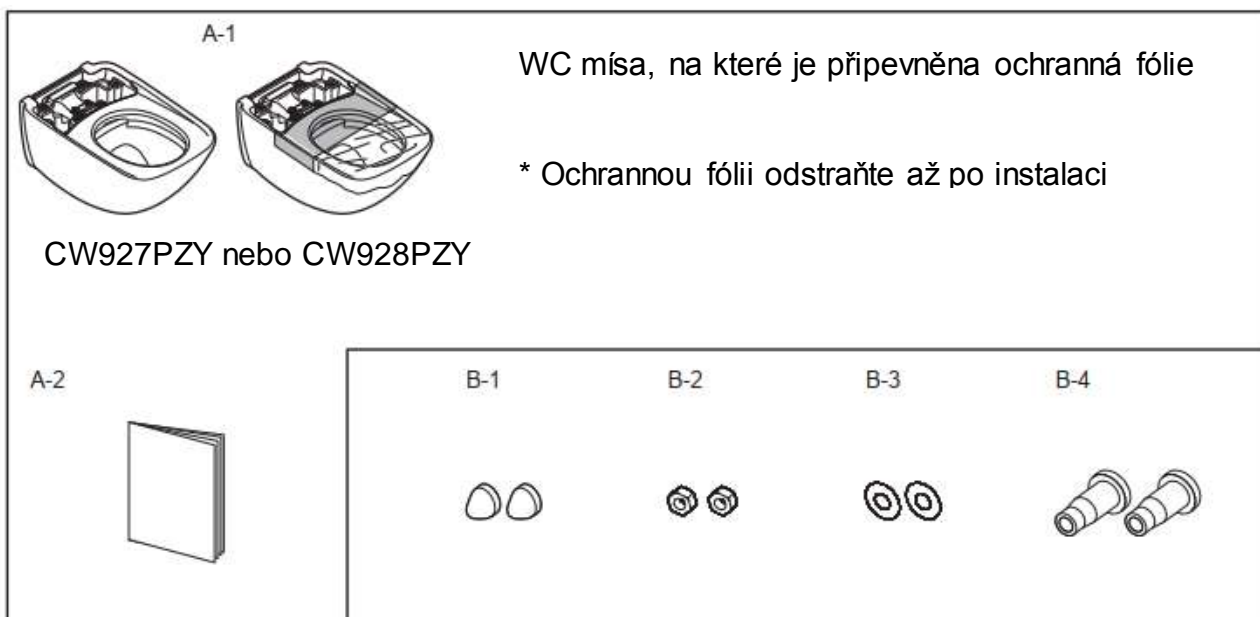 A-1
WC mísa, na které je připevněna ochranná fólie
* Ochrannou fólii odstraňte až po instalaci
CW927PZY nebo CW928PZY
A-2
B-1
B-2
B-3
B-4